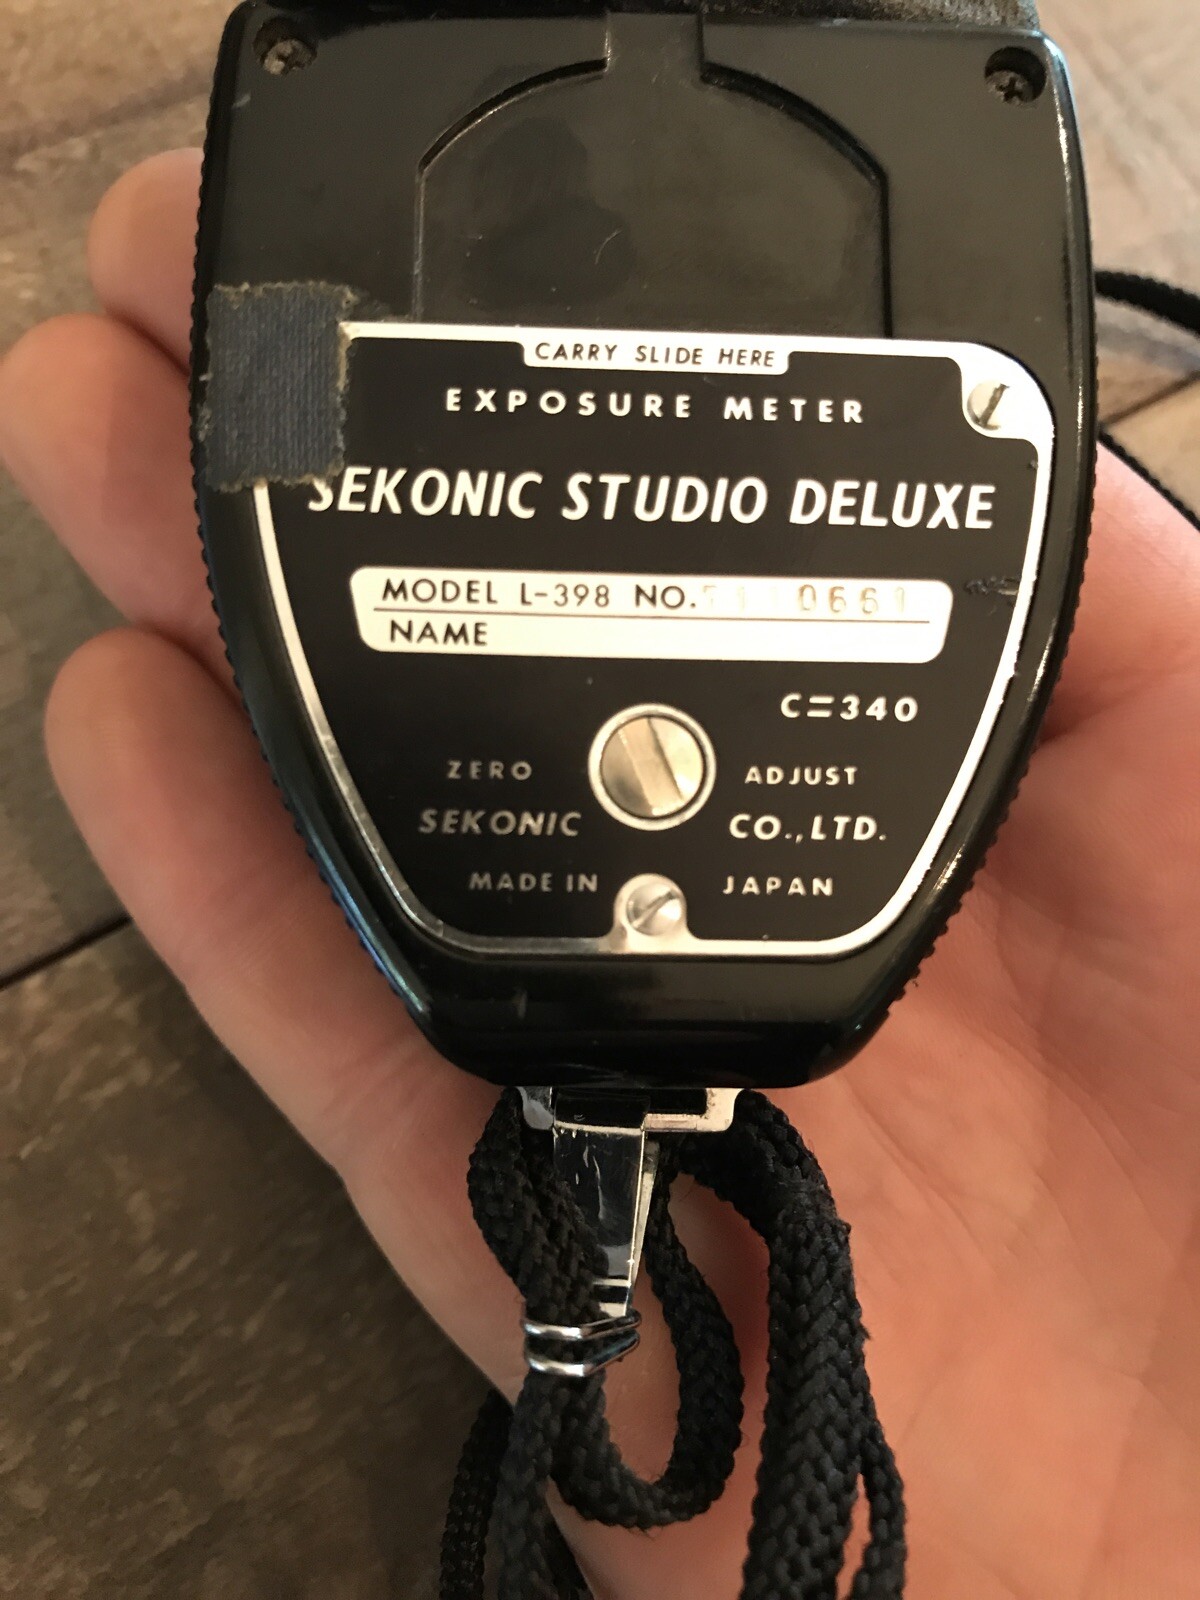 CARRY SLIDE HERE
EXPOSURE METER
SEKONIC STUDIO DELUXE
MODEL L-398 NO.
NAME
C=340
ZERO ADJUST
SEKONIC CO., LTD.
MADE IN JAPAN